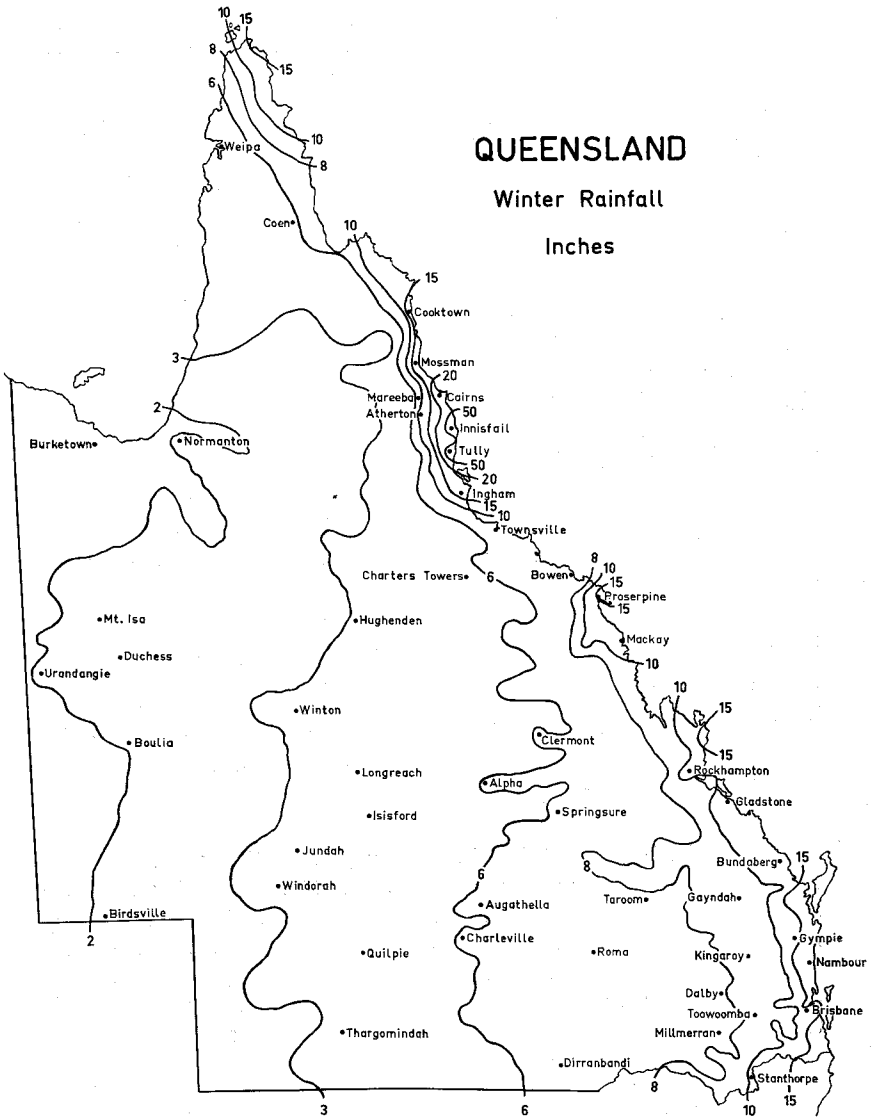 10 15
8
15
6
10
Weipa
8
QUEENSLAND
Winter Rainfall
Inches
Coen
10
15
Cooktown
3
Mossman
20
Mareeba
Cairns
2
Atherton
50
Innisfail
Burketown
Normanton
Tully
50
20
Ingham
15
10
Townsville
8
10
Charters Towers
6
Bowen
15
Proserpine
15
Mt. Isa
Hughenden
Mackay
Duchess
10
Urandangie
10
15
Winton
Boulia
Clermont
15
Longreach
Rockhampton
Alpha
Gladstone
Isisford
Springsure
Jundah
Bundaberg
15
8
6
Windorah
Taroom
Gayndah
Augathella
Birdsville
2
Charleville
Gympie
Quilpie
Roma
Kingaroy
Nambour
Dalby
Toowoomba
Brisbane
Thargomindah
Millmerran
Dirranbandi
Stanthorpe
8
3
6
10
15